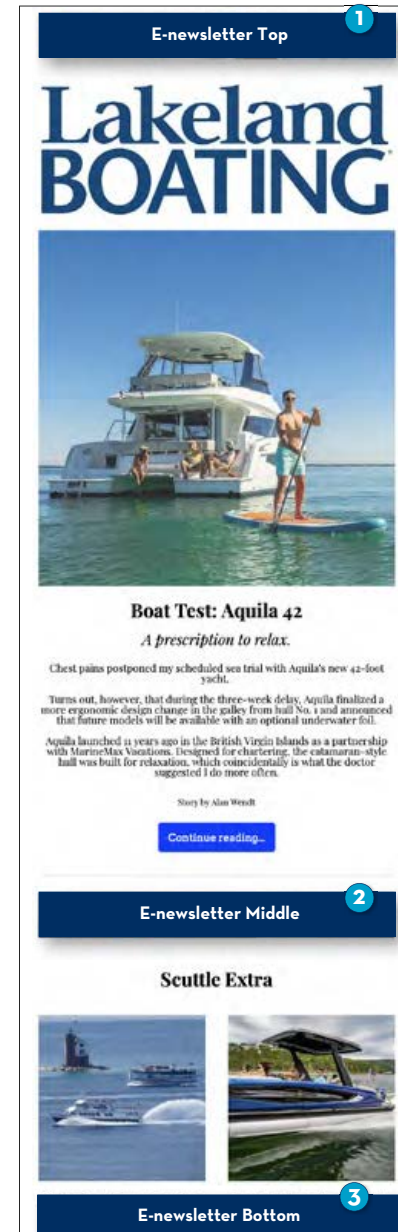 E-newsletter Top
1
Lakeland
BOATING
Boat Test: Aquila 42
A prescription to relax.
Chest pains postponed my scheduled sea trial with Aquila's new 42-foot
yacht.
Turns out, however, that during the three-week delay, Aquila finalized a
more ergonomic design change in the galley from hull No. 1 and announced
that future models will be available with an optional underwater foil.
Aquila launched 11 years ago in the British Virgin Islands as a partnership
with MarineMax Vacations. Designed for chartering, the catamaran-style
hull was built for relaxation, which coincidentally is what the doctor
suggested I do more often.
Story by Alan Wendt
Continue reading...
E-newsletter Middle
2
Scuttle Extra
3
E-newsletter Bottom